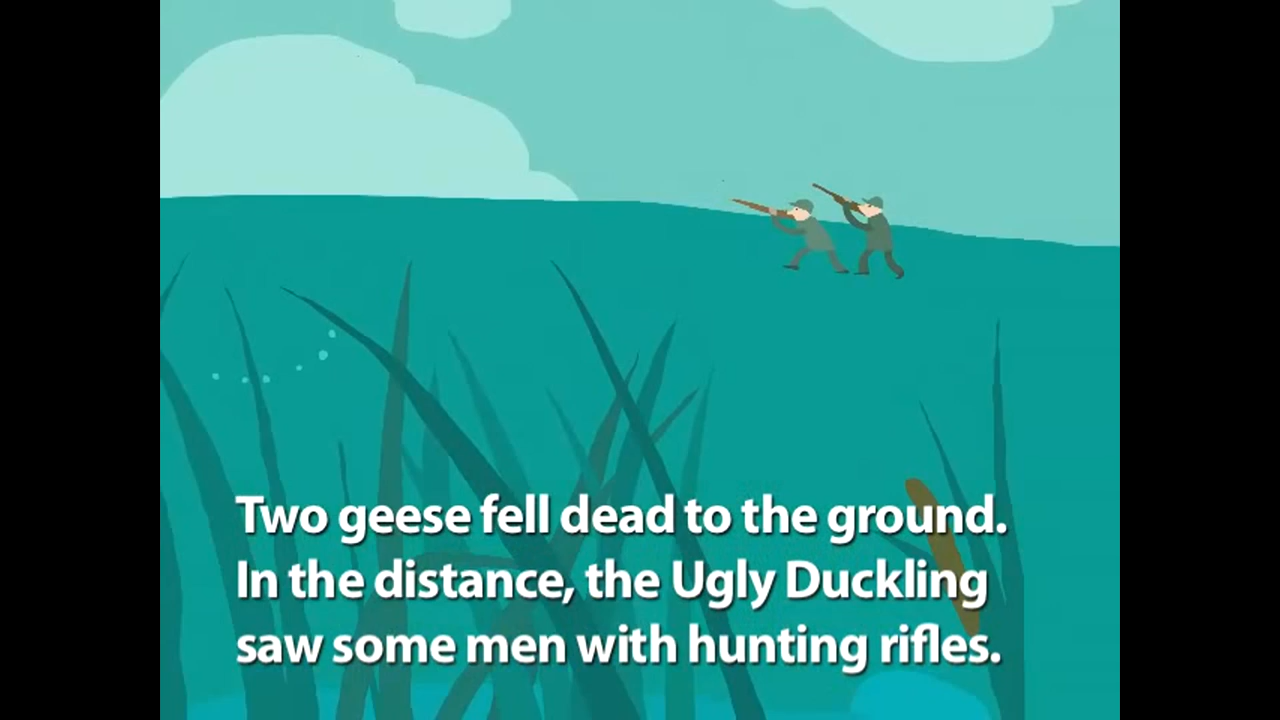 Two geese fell dead to the ground.
In the distance, the Ugly Duckling
saw some men with hunting rifles.